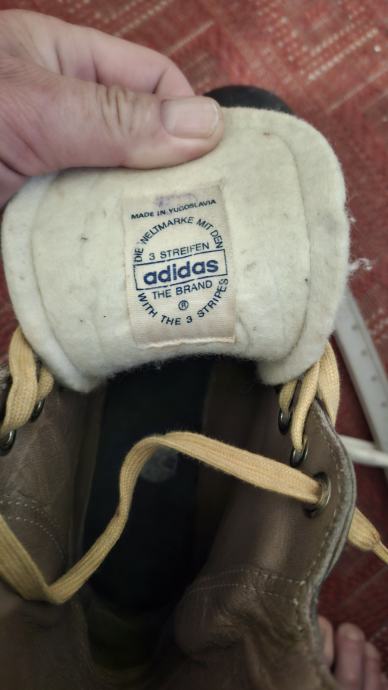 MADE IN YUGOSLAVIA
DIE WELTMARKE MIT DEN
3 STREIFEN
adidas
THE BRAND
®
WITH THE 3 STRIPES